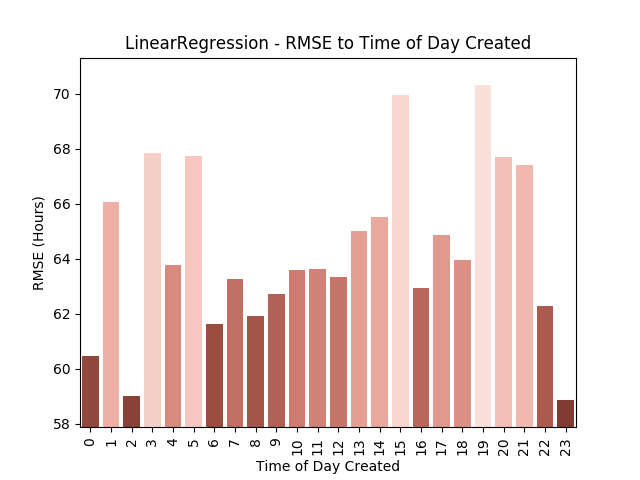 LinearRegression - RMSE to Time of Day Created
RMSE (Hours)
70
68
66
64
62
60
58
0 1 2 3 4 5 6 7 8 9 10 11 12 13 14 15 16 17 18 19 20 21 22 23
Time of Day Created